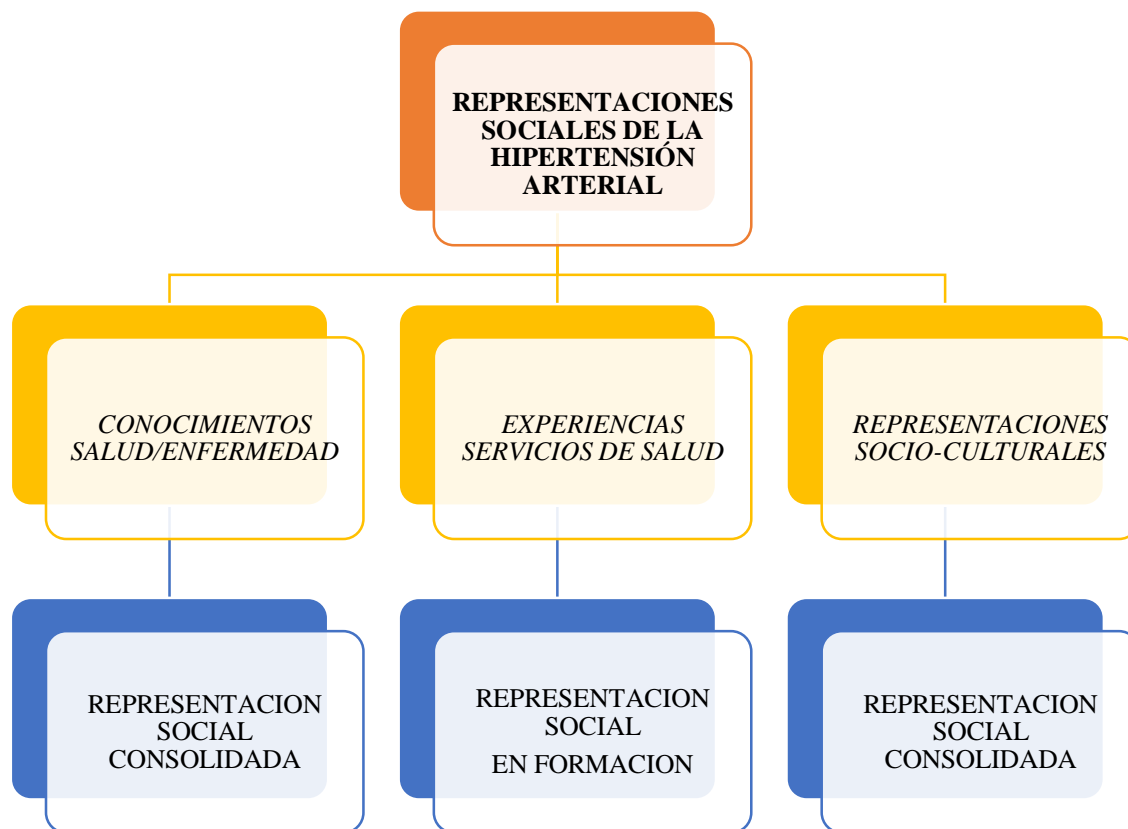 REPRESENTACIONES
SOCIALES DE LA
HIPERTENSIÓN
ARTERIAL
CONOCIMIENTOS
SALUD/ENFERMEDAD
EXPERIENCIAS
SERVICIOS DE SALUD
REPRESENTACIONES
SOCIO-CULTURALES
REPRESENTACION
SOCIAL
CONSOLIDADA
REPRESENTACION
SOCIAL
EN FORMACION
REPRESENTACION
SOCIAL
CONSOLIDADA